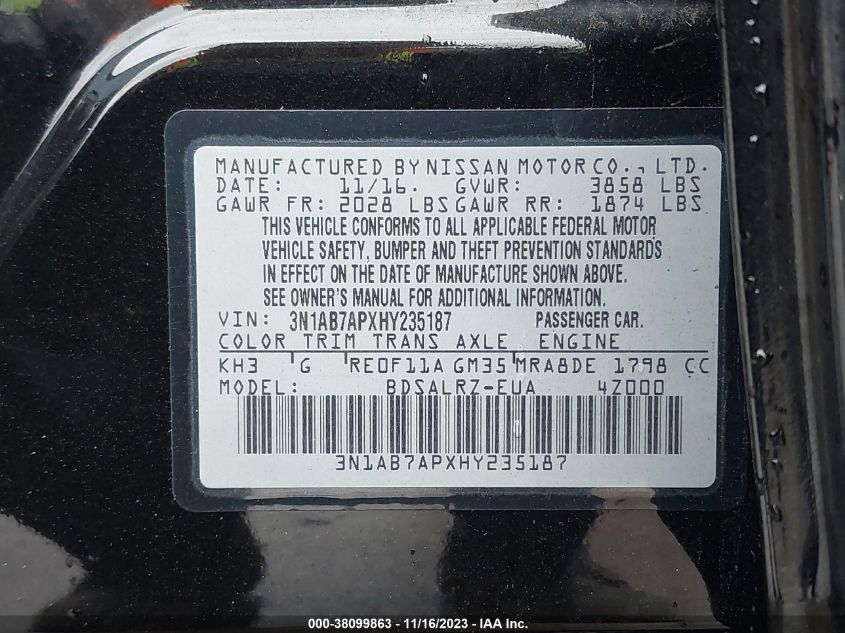 MANUFACTURED BY NISSAN MOTOR CO., LTD.
DATE: 11/16. GVWR: 3858 LBS
GAWR FR: 2028 LBS GAWR RR: 1874 LBS
THIS VEHICLE CONFORMS TO ALL APPLICABLE FEDERAL MOTOR
VEHICLE SAFETY, BUMPER AND THEFT PREVENTION STANDARDS
IN EFFECT ON THE DATE OF MANUFACTURE SHOWN ABOVE.
SEE OWNER'S MANUAL FOR ADDITIONAL INFORMATION.
VIN: 3N1AB7APXHY235187 PASSENGER CAR.
COLOR TRIM TRANS AXLE ENGINE
KH3 G RE0F11A GM35 MRA8DE 1798 CC
MODEL: BDSALRZ-EUA 4Z000
3N1AB7APXHY235187
000-38099863 - 11/16/2023 - IAA Inc.